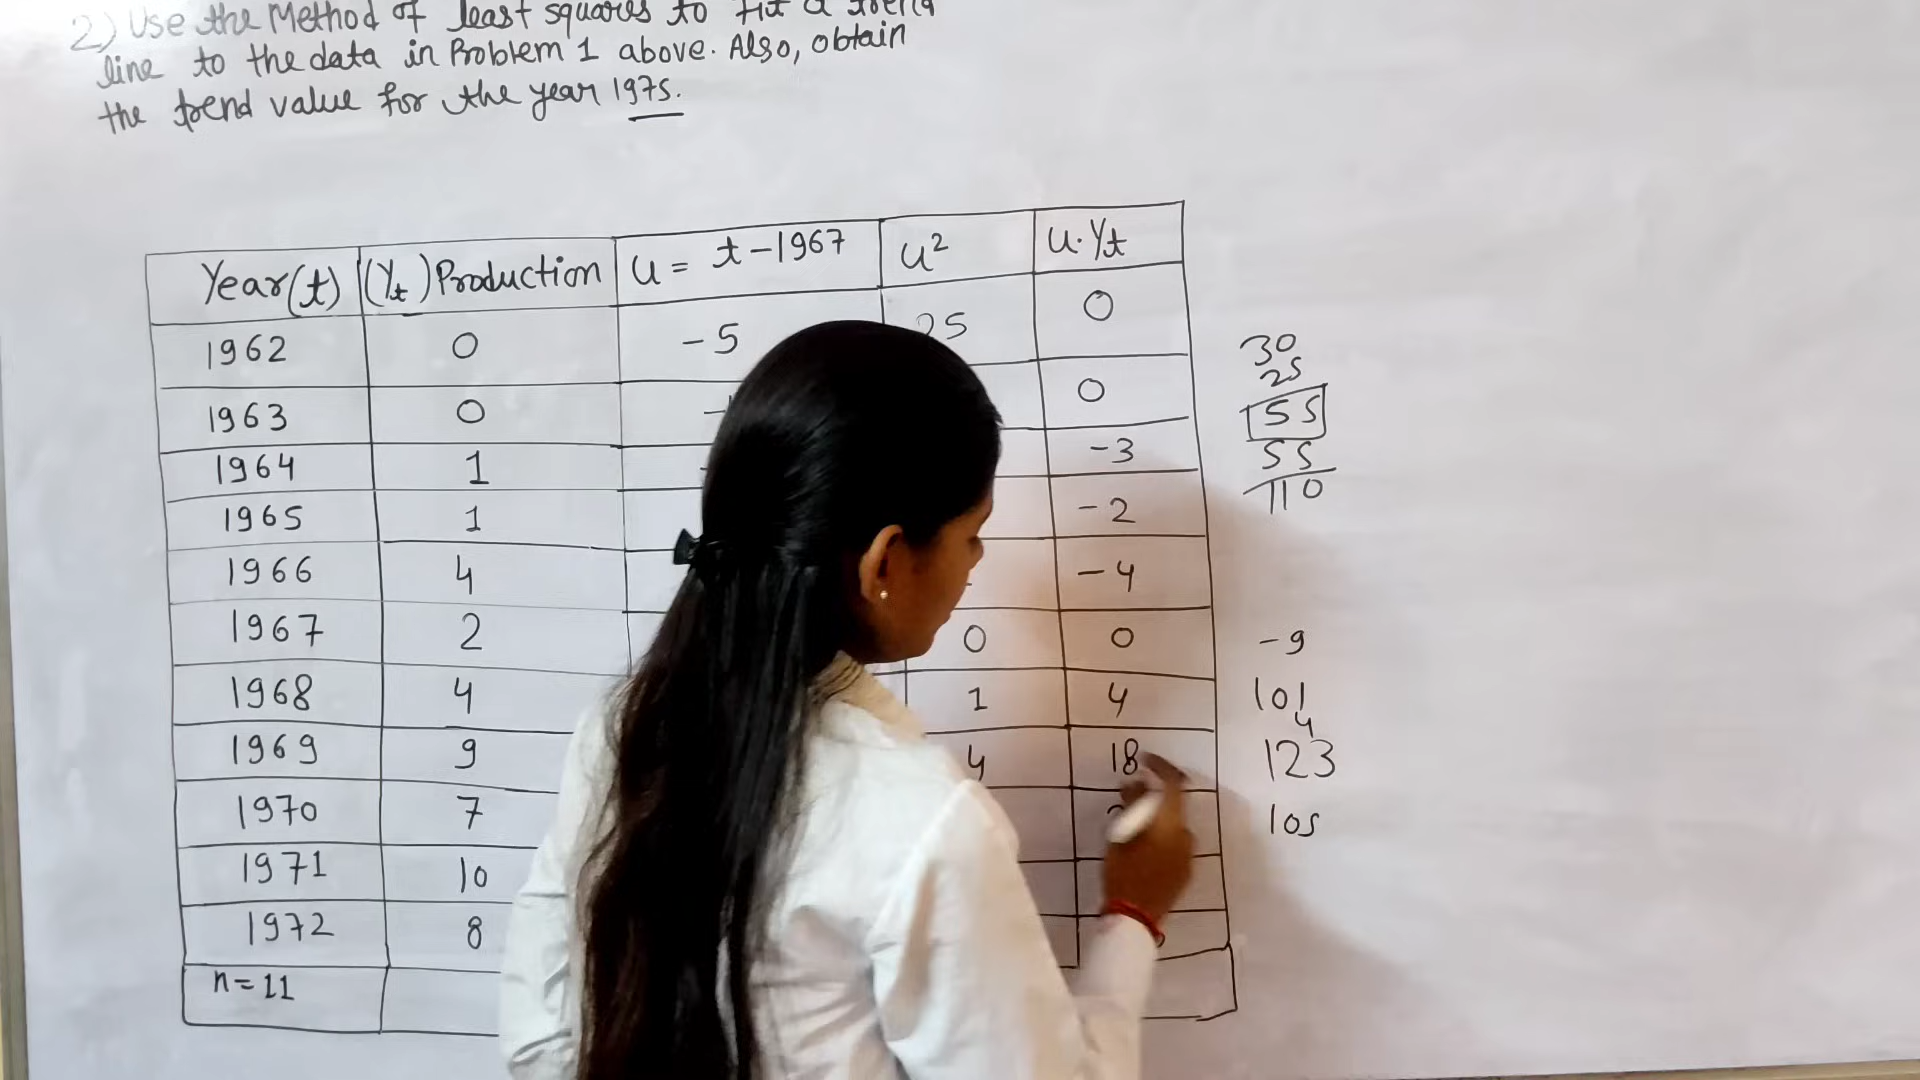 2) Use the Method of least squares to fit a trend
line to the data in Problem 1 above. Also, obtain
the trend value for the year 1975.
Year(t) (Yt) Production u = t - 1967 u² u.Yt
1962 0 -5 25 0
1963 0 0
1964 1 -3
1965 1 -2
1966 4 -4
1967 2 0 0
1968 4 1 4
1969 9 4 18
1970 7
1971 10
1972 8
n = 11
30
25
55
55
110
-9
101
4
123
105